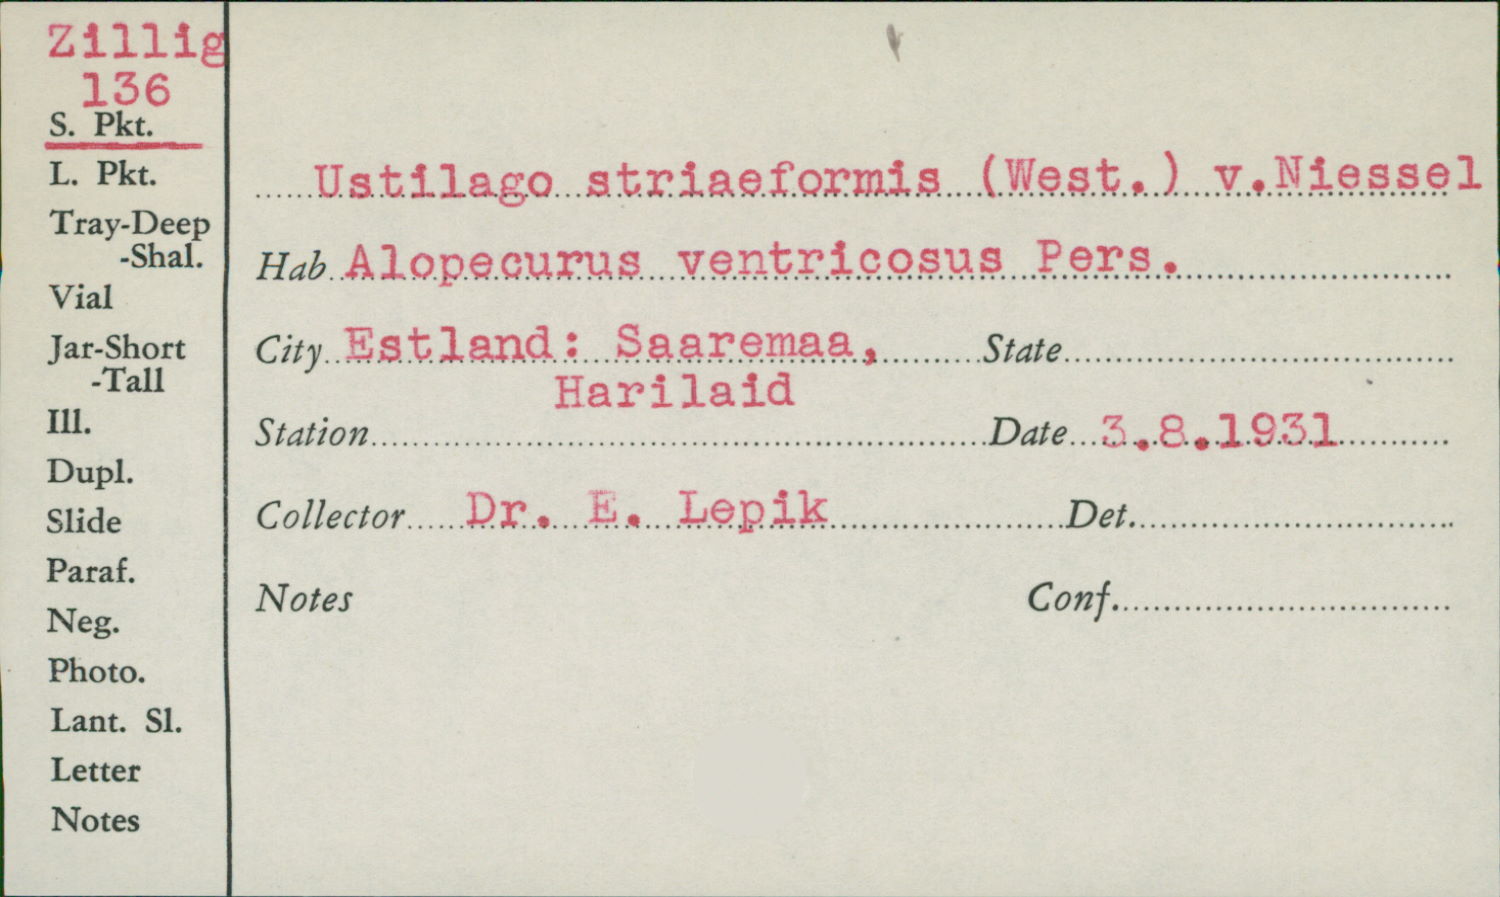 Zillig
136
S. Pkt.
L. Pkt.
Tray-Deep
-Shal.
Vial
Jar-Short
-Tall
Ill.
Dupl.
Slide
Paraf.
Neg.
Photo.
Lant. Sl.
Letter
Notes
Ustilago striaeformis (West.) v.Niessel
Hab Alopecurus ventricosus Pers.
City Estland: Saaremaa, State
Harilaid
Station Date 3.8.1931
Collector Dr. E. Lepik Det.
Notes Conf.